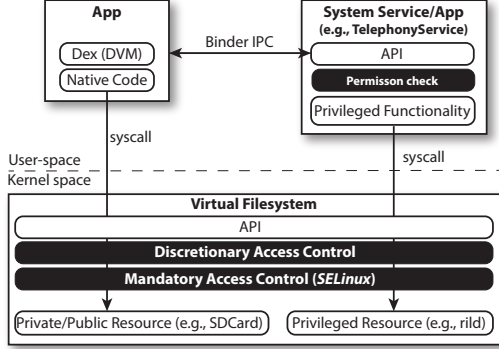 App
Dex (DVM)
Native Code
Binder IPC
System Service/App
(e.g., TelephonyService)
API
Permisson check
Privileged Functionality
syscall
syscall
User-space
Kernel space
Virtual Filesystem
API
Discretionary Access Control
Mandatory Access Control (SELinux)
Private/Public Resource (e.g., SDCard)
Privileged Resource (e.g., rild)